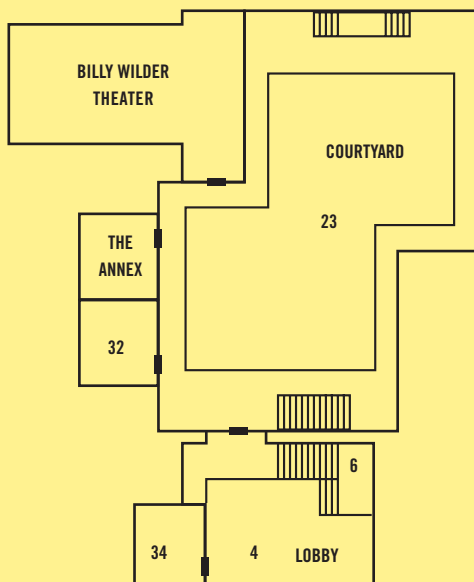 BILLY WILDER
THEATER
COURTYARD
23
THE
ANNEX
32
6
34
4
LOBBY